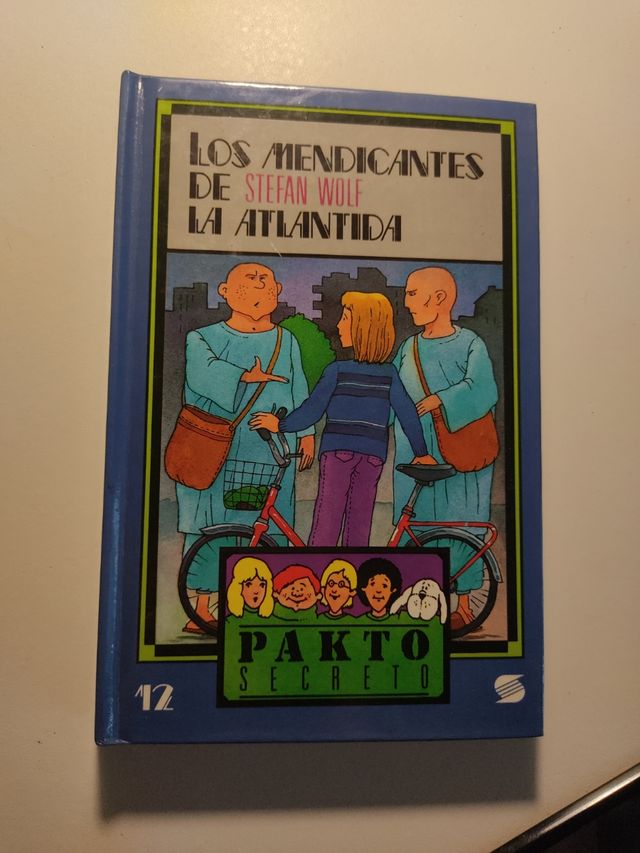 LOS MENDICANTES
DE STEFAN WOLF
LA ATLANTIDA
PAKTO
SECRETO
12